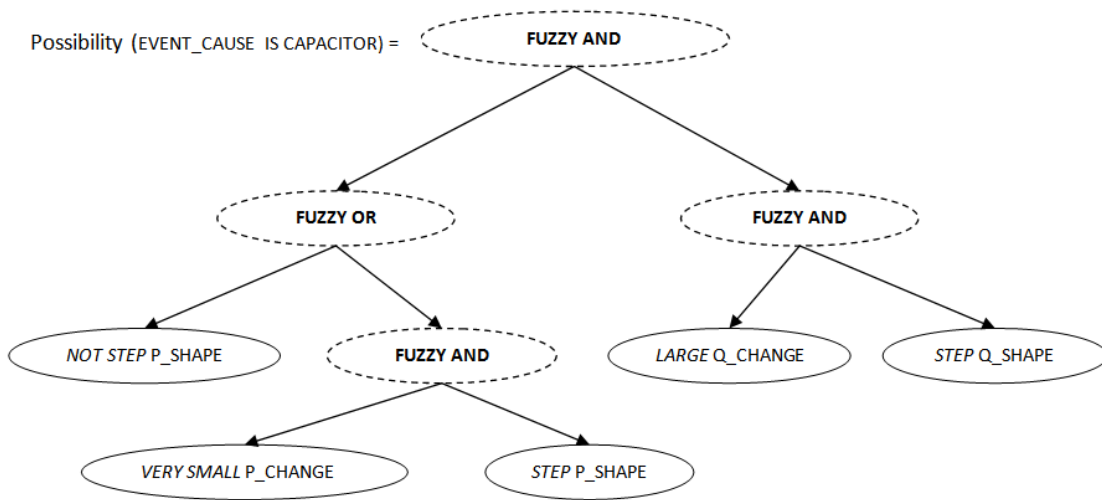 Possibility (EVENT_CAUSE IS CAPACITOR) =
FUZZY AND
FUZZY OR
FUZZY AND
NOT STEP P_SHAPE
FUZZY AND
LARGE Q_CHANGE
STEP Q_SHAPE
VERY SMALL P_CHANGE
STEP P_SHAPE